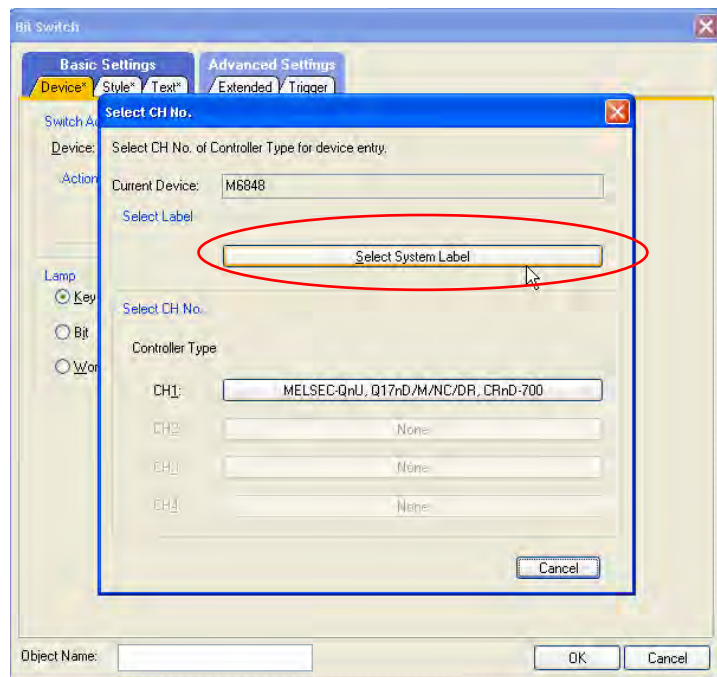 Bit Switch
Basic Settings Advanced Settings
Device* Style* Text* Extended Trigger
Select CH No.
Switch Ac
Device: Select CH No. of Controller Type for device entry.
Action Current Device: M6848
Select Label
Select System Label
Lamp
Key Select CH No.
Bit Controller Type
Wor
CH1: MELSEC-QnU, Q17nD/M/NC/DR, CRnD-700
CH2: None
CH3: None
CH4: None
Cancel
Object Name: OK Cancel